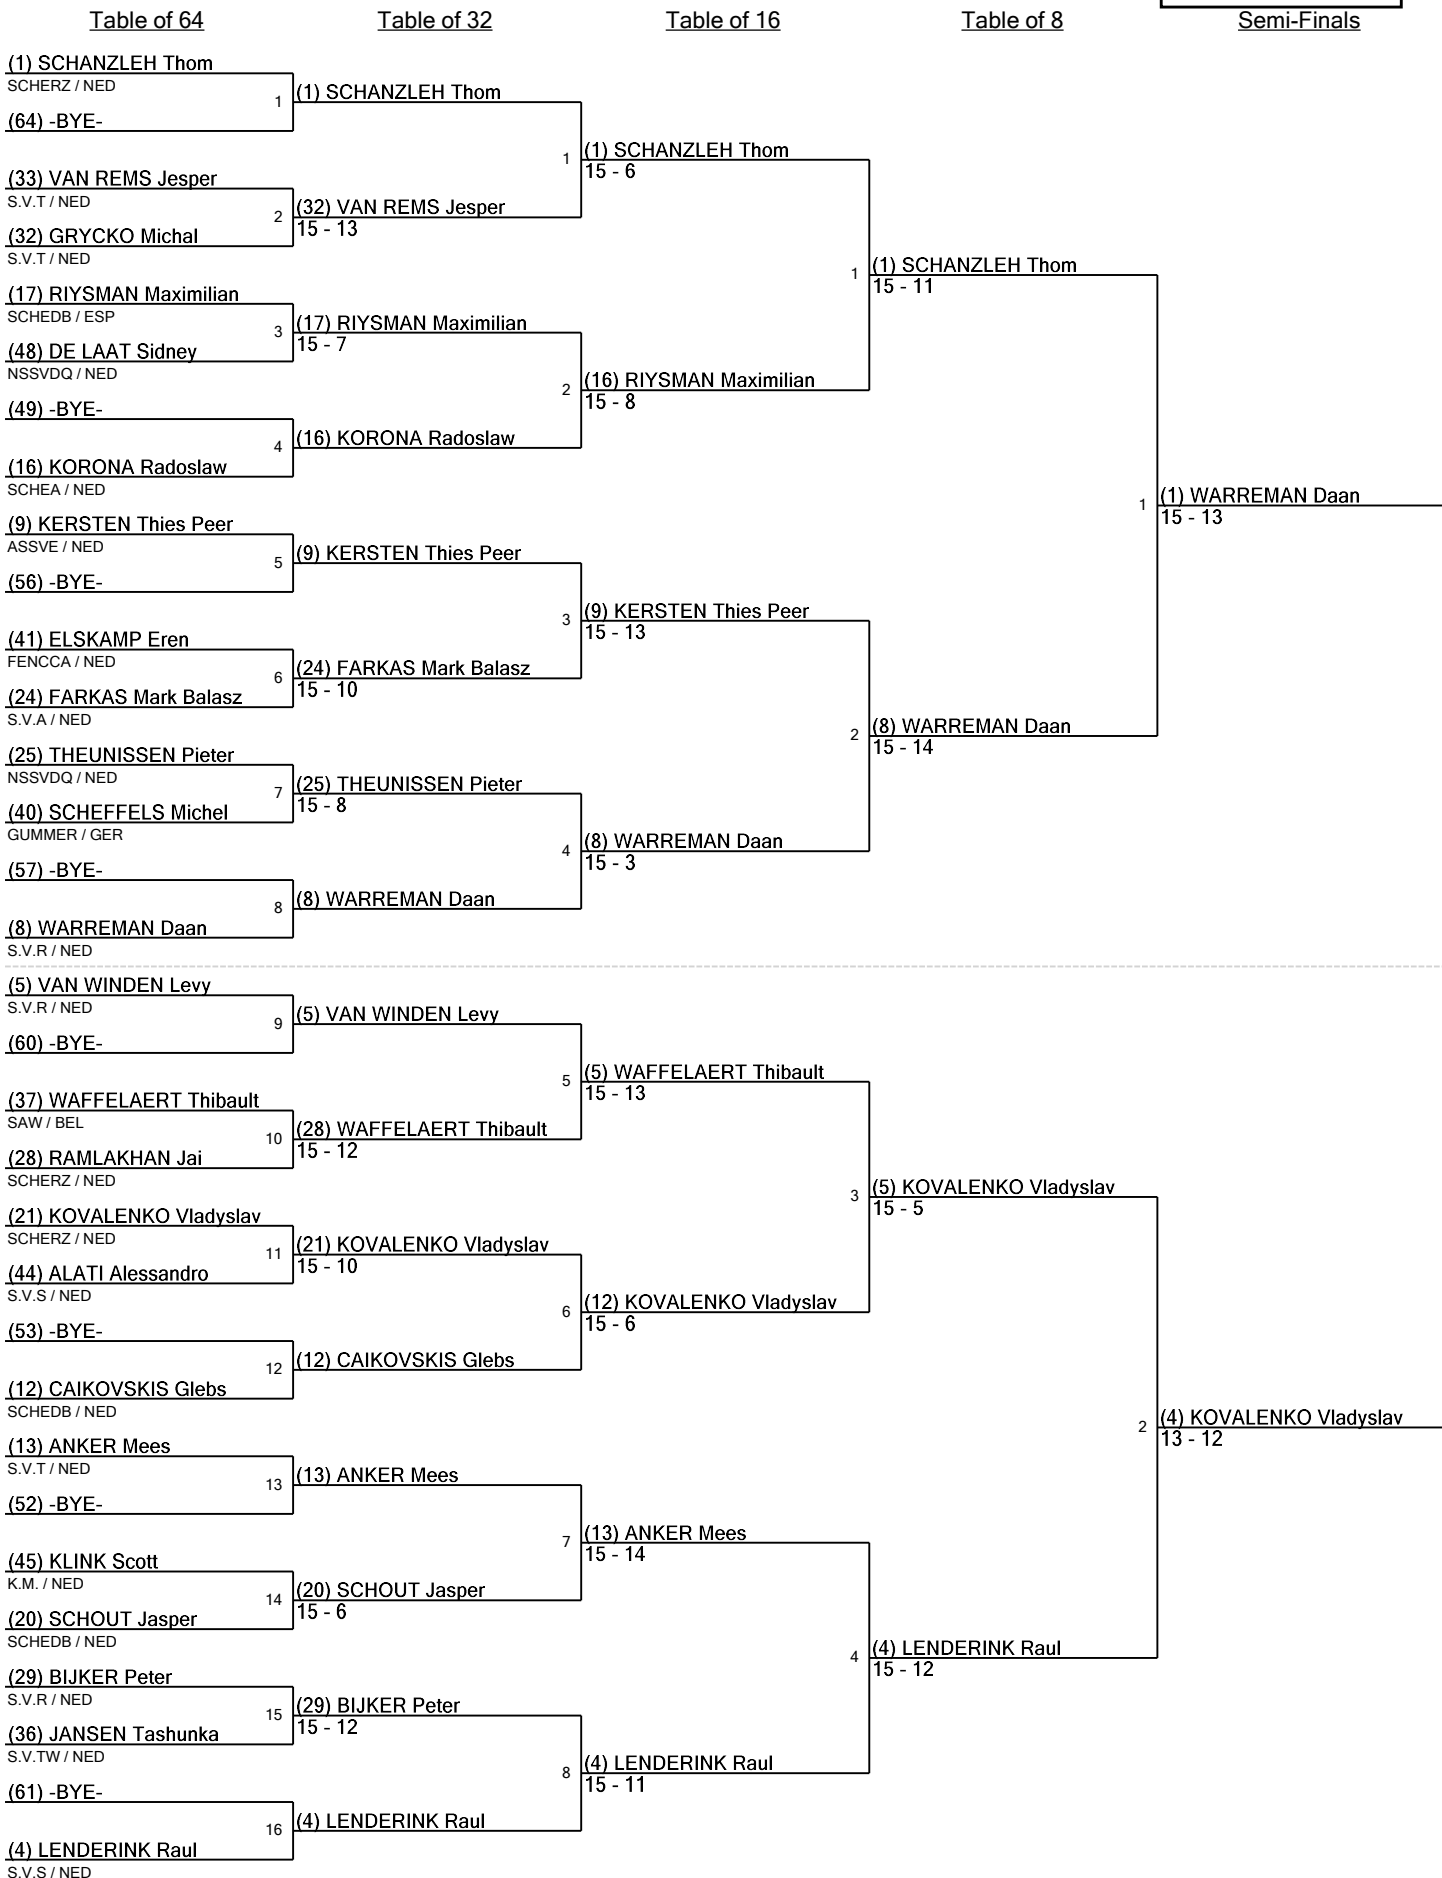 Table of 64
Table of 32
Table of 16
Table of 8
Semi-Finals
(1) SCHANZLEH Thom
SCHERZ / NED
1
(64) -BYE-
(33) VAN REMS Jesper
S.V.T / NED
2
(32) GRYCKO Michal
S.V.T / NED
(17) RIYSMAN Maximilian
SCHEDB / ESP
3
(48) DE LAAT Sidney
NSSVDQ / NED
(49) -BYE-
4
(16) KORONA Radoslaw
SCHEA / NED
(9) KERSTEN Thies Peer
ASSVE / NED
5
(56) -BYE-
(41) ELSKAMP Eren
FENCCA / NED
6
(24) FARKAS Mark Balasz
S.V.A / NED
(25) THEUNISSEN Pieter
NSSVDQ / NED
7
(40) SCHEFFELS Michel
GUMMER / GER
(57) -BYE-
8
(8) WARREMAN Daan
S.V.R / NED
(5) VAN WINDEN Levy
S.V.R / NED
9
(60) -BYE-
(37) WAFFELAERT Thibault
SAW / BEL
10
(28) RAMLAKHAN Jai
SCHERZ / NED
(21) KOVALENKO Vladyslav
SCHERZ / NED
11
(44) ALATI Alessandro
S.V.S / NED
(53) -BYE-
12
(12) CAIKOVSKIS Glebs
SCHEDB / NED
(13) ANKER Mees
S.V.T / NED
13
(52) -BYE-
(45) KLINK Scott
K.M. / NED
14
(20) SCHOUT Jasper
SCHEDB / NED
(29) BIJKER Peter
S.V.R / NED
15
(36) JANSEN Tashunka
S.V.TW / NED
(61) -BYE-
16
(4) LENDERINK Raul
S.V.S / NED
(1) SCHANZLEH Thom
1
(32) VAN REMS Jesper
15 - 13
(17) RIYSMAN Maximilian
15 - 7
2
(16) KORONA Radoslaw
(9) KERSTEN Thies Peer
3
(24) FARKAS Mark Balasz
15 - 10
(25) THEUNISSEN Pieter
15 - 8
4
(8) WARREMAN Daan
(5) VAN WINDEN Levy
5
(28) WAFFELAERT Thibault
15 - 12
(21) KOVALENKO Vladyslav
15 - 10
6
(12) CAIKOVSKIS Glebs
(13) ANKER Mees
7
(20) SCHOUT Jasper
15 - 6
(29) BIJKER Peter
15 - 12
8
(4) LENDERINK Raul
(1) SCHANZLEH Thom
15 - 6
1
(16) RIYSMAN Maximilian
15 - 8
(9) KERSTEN Thies Peer
15 - 13
2
(8) WARREMAN Daan
15 - 3
(5) WAFFELAERT Thibault
15 - 13
3
(12) KOVALENKO Vladyslav
15 - 6
(13) ANKER Mees
15 - 14
4
(4) LENDERINK Raul
15 - 11
(1) SCHANZLEH Thom
15 - 11
1
(8) WARREMAN Daan
15 - 14
(5) KOVALENKO Vladyslav
15 - 5
2
(4) LENDERINK Raul
15 - 12
(1) WARREMAN Daan
15 - 13
(4) KOVALENKO Vladyslav
13 - 12